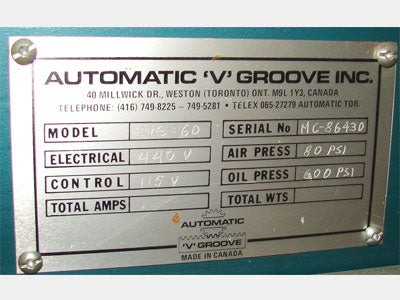 AUTOMATIC 'V' GROOVE INC.
40 MILLWICK DR., WESTON (TORONTO) ONT. M9L 1Y3, CANADA
TELEPHONE: (416) 749-8225 - 749-5281 • TELEX 065-27279 AUTOMATIC TOR.
MODEL
SERIAL No MG-86430
ELECTRICAL 440 V
AIR PRESS 80 PSI
CONTROL 115 V
OIL PRESS 600 PSI
TOTAL AMPS
TOTAL WTS
AUTOMATIC
'V' GROOVE
MADE IN CANADA